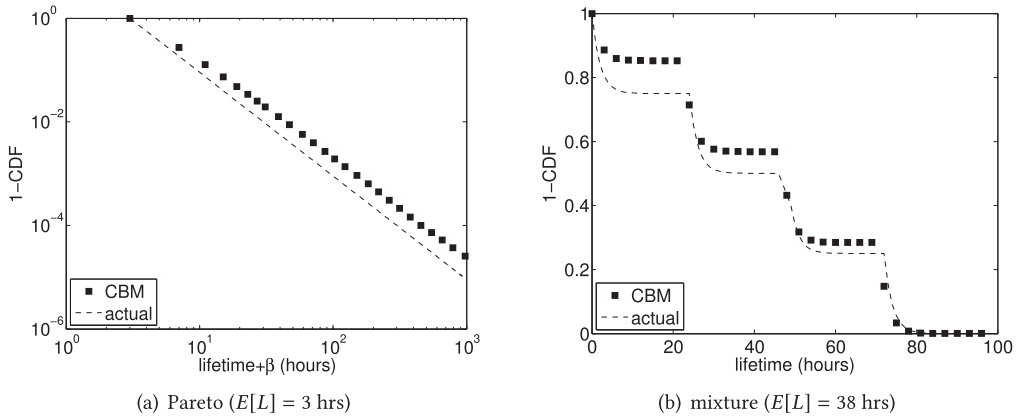 10^0
10^-2
10^-4
10^-6
1−CDF
CBM
actual
10^0 10^1 10^2 10^3
lifetime+β (hours)
(a) Pareto (E[L] = 3 hrs)
1
0.8
0.6
0.4
0.2
0
1−CDF
CBM
actual
0 20 40 60 80 100
lifetime (hours)
(b) mixture (E[L] = 38 hrs)